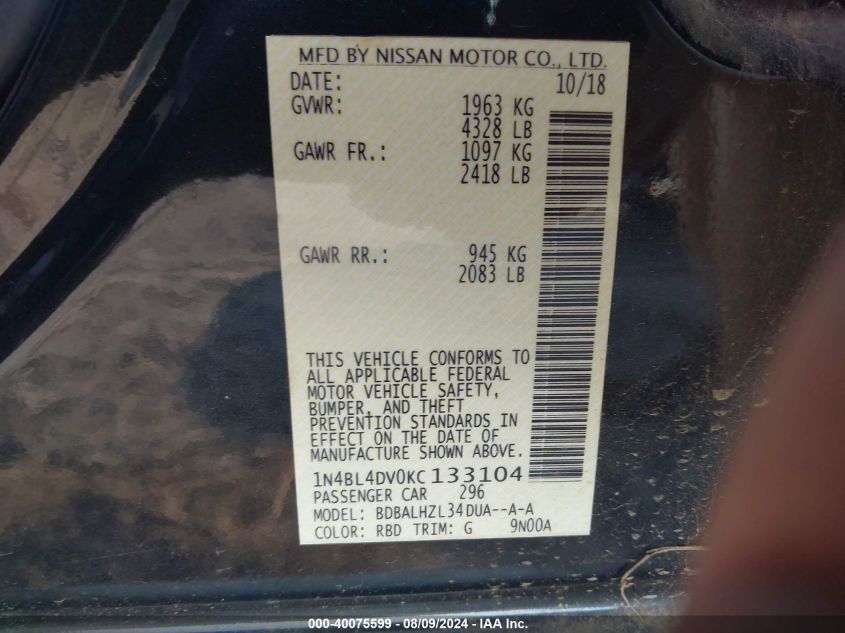 MFD BY NISSAN MOTOR CO., LTD.
DATE: 10/18
GVWR: 1963 KG
4328 LB
GAWR FR.: 1097 KG
2418 LB
GAWR RR.: 945 KG
2083 LB
THIS VEHICLE CONFORMS TO
ALL APPLICABLE FEDERAL
MOTOR VEHICLE SAFETY,
BUMPER, AND THEFT
PREVENTION STANDARDS IN
EFFECT ON THE DATE OF
MANUFACTURE SHOWN ABOVE.
1N4BL4DV0KC133104
PASSENGER CAR 296
MODEL: BDBALHZL34DUA--A-A
COLOR: RBD TRIM: G 9N00A
000-40075599 - 08/09/2024 - IAA Inc.